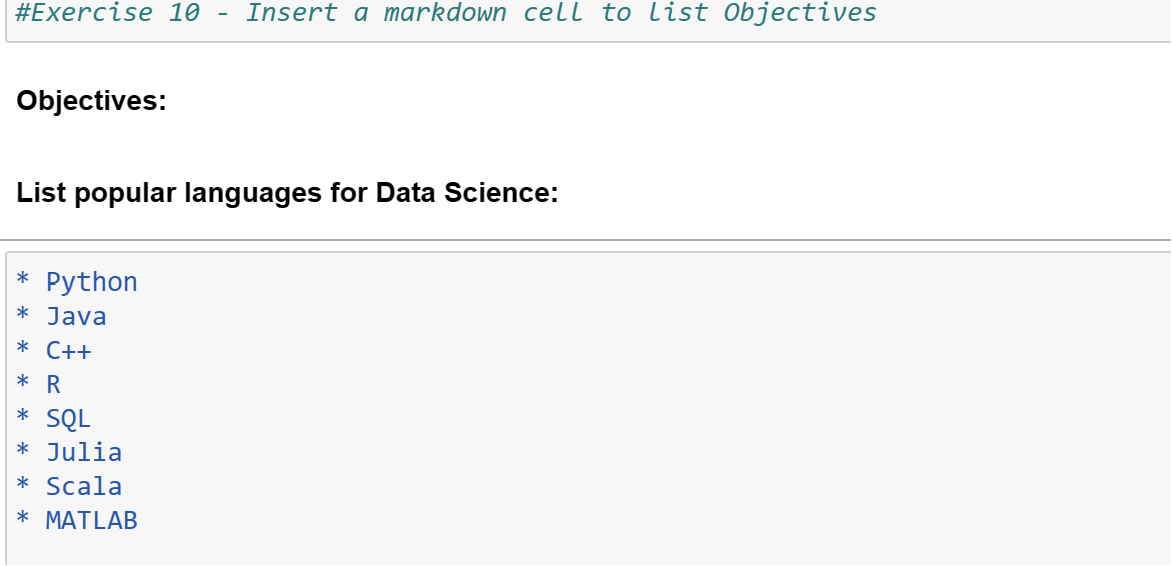 #Exercise 10 - Insert a markdown cell to list Objectives
Objectives:
List popular languages for Data Science:
* Python
* Java
* C++
* R
* SQL
* Julia
* Scala
* MATLAB